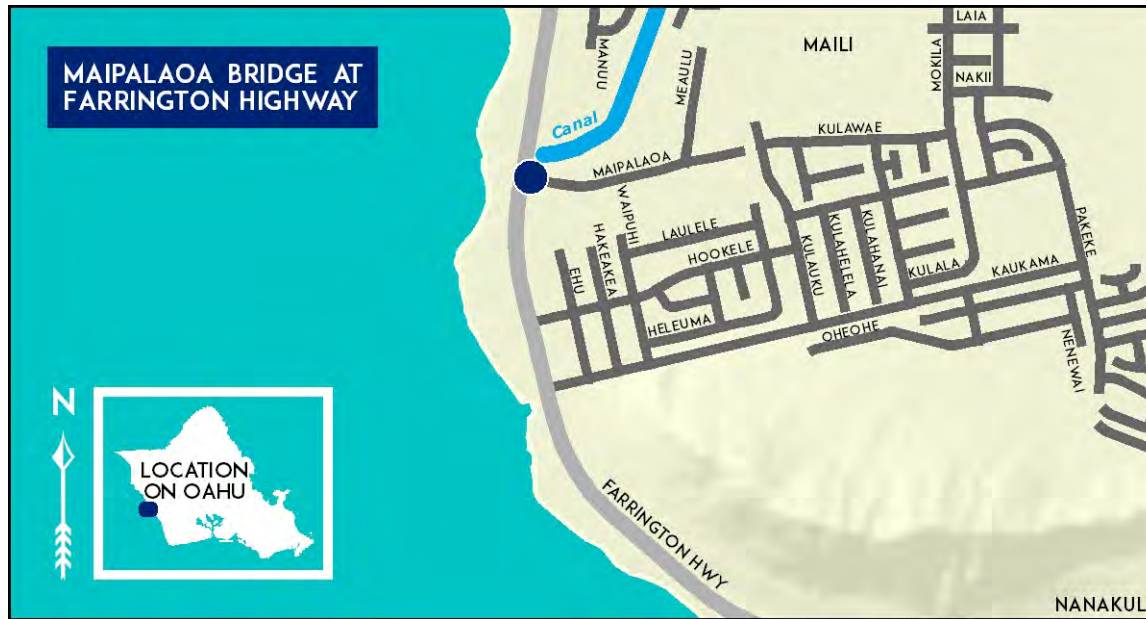 MAIPALAOA BRIDGE AT
FARRINGTON HIGHWAY
MANUU
Canal
MEAULU
MAILI
MOKILA
LAIA
NAKII
KULAWAE
MAIPALAOA
WAIPUHI
LAULELE
HOOKELE
HAKEAKEA
EHU
HELEUMA
KULAUKU
KULAHELELA
KULAHANAI
KULALA
KAUKAMA
PAKEKE
OHEOHE
NENEWAI
N
LOCATION
ON OAHU
FARRINGTON HWY
NANAKUL